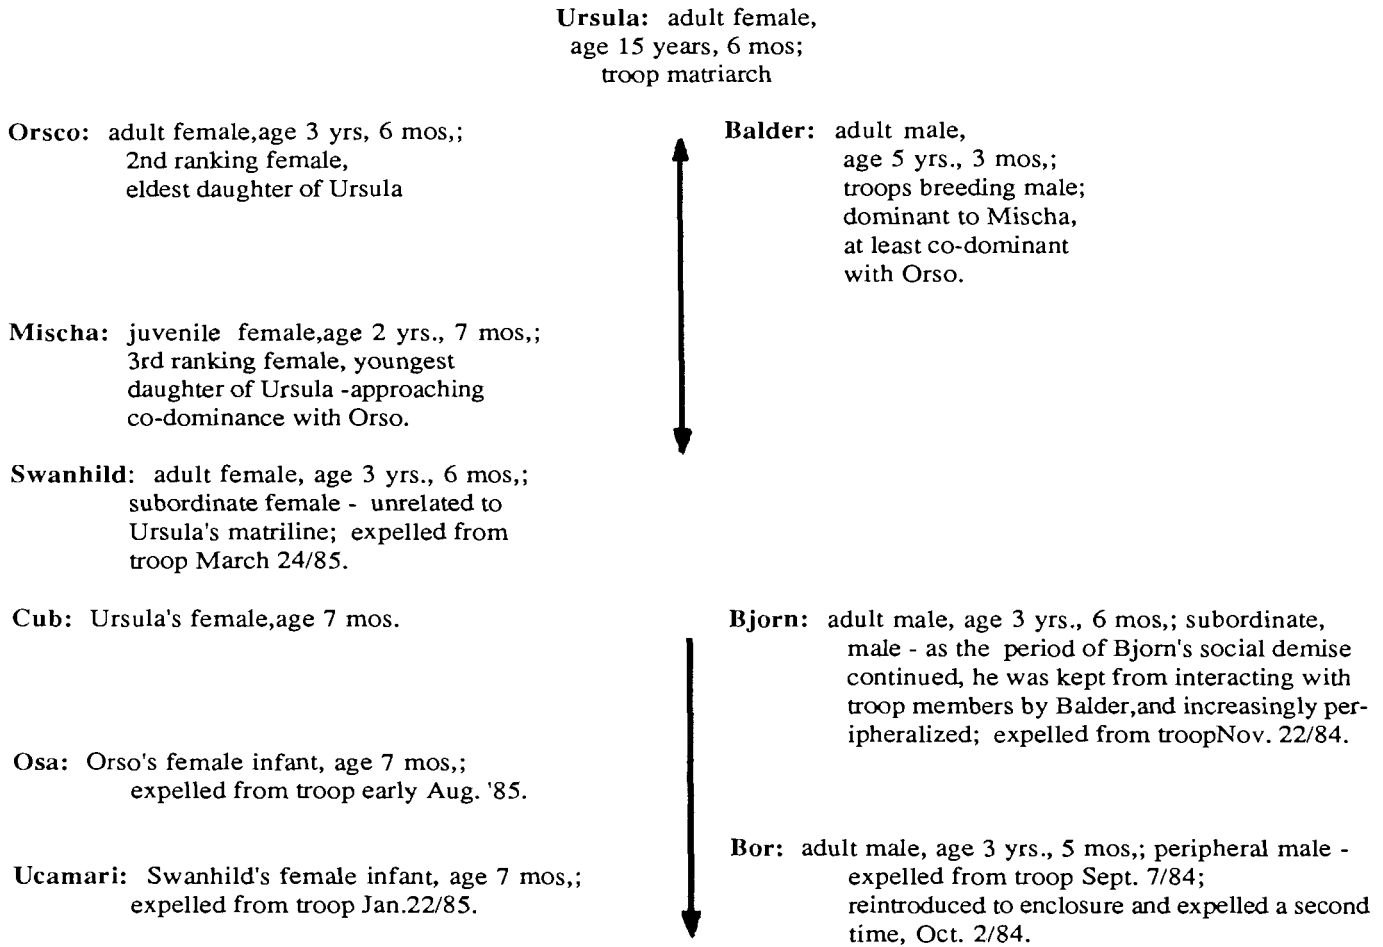 Ursula: adult female,
age 15 years, 6 mos;
troop matriarch
Orsco: adult female,age 3 yrs, 6 mos,;
2nd ranking female,
eldest daughter of Ursula
Balder: adult male,
age 5 yrs., 3 mos,;
troops breeding male;
dominant to Mischa,
at least co-dominant
with Orso.
Mischa: juvenile female,age 2 yrs., 7 mos,;
3rd ranking female, youngest
daughter of Ursula -approaching
co-dominance with Orso.
Swanhild: adult female, age 3 yrs., 6 mos,;
subordinate female - unrelated to
Ursula's matriline; expelled from
troop March 24/85.
Cub: Ursula's female,age 7 mos.
Bjorn: adult male, age 3 yrs., 6 mos,; subordinate,
male - as the period of Bjorn's social demise
continued, he was kept from interacting with
troop members by Balder,and increasingly per-
ipheralized; expelled from troopNov. 22/84.
Osa: Orso's female infant, age 7 mos,;
expelled from troop early Aug. '85.
Ucamari: Swanhild's female infant, age 7 mos,;
expelled from troop Jan.22/85.
Bor: adult male, age 3 yrs., 5 mos,; peripheral male -
expelled from troop Sept. 7/84;
reintroduced to enclosure and expelled a second
time, Oct. 2/84.